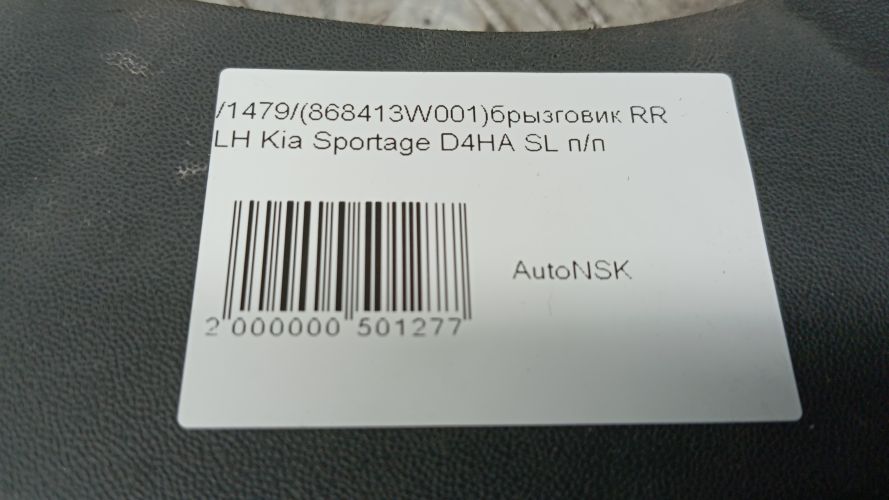 /1479/(868413W001)брызговик RR
LH Kia Sportage D4HA SL п/п
AutoNSK
2 000000 501277